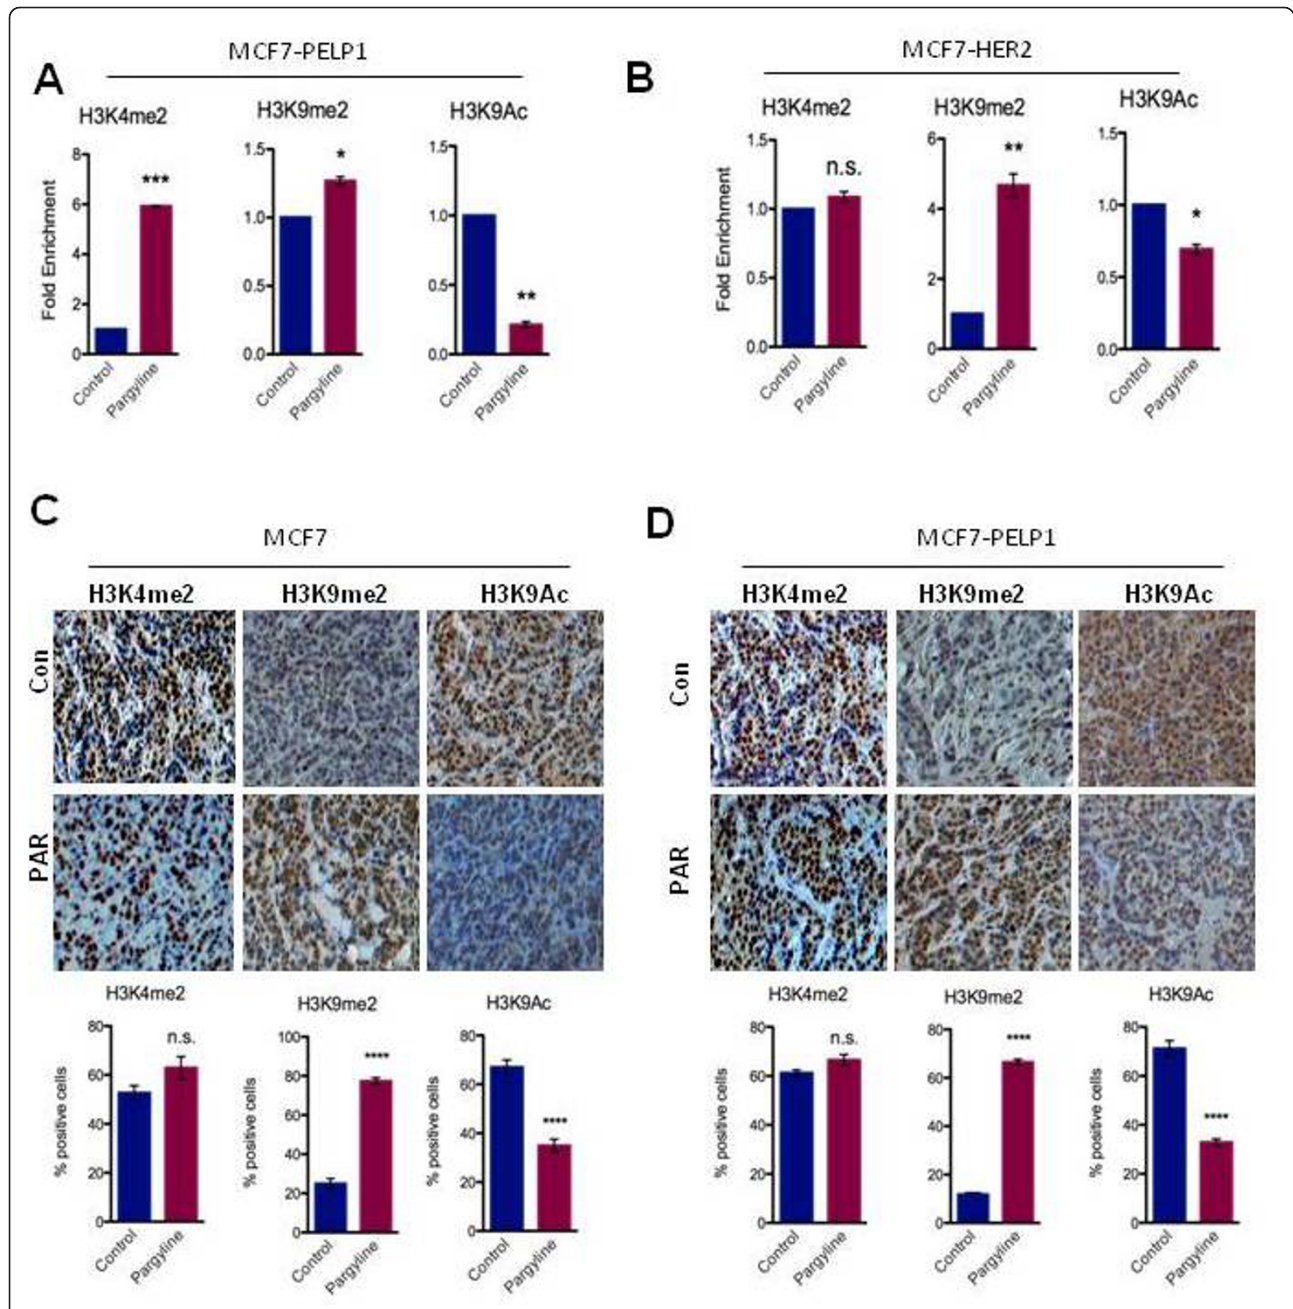 A
MCF7-PELP1
H3K4me2
H3K9me2
H3K9Ac
Fold Enrichment
8
6
4
2
0
***
Control
Pargyline
1.5
1.0
0.5
0.0
*
Control
Pargyline
1.5
1.0
0.5
0.0
**
Control
Pargyline
B
MCF7-HER2
H3K4me2
H3K9me2
H3K9Ac
Fold Enrichment
1.5
1.0
0.5
0.0
n.s.
Control
Pargyline
6
4
2
0
**
Control
Pargyline
1.5
1.0
0.5
0.0
*
Control
Pargyline
C
MCF7
H3K4me2
H3K9me2
H3K9Ac
Con
PAR
H3K4me2
% positive cells
80
60
40
20
0
n.s.
Control
Pargyline
H3K9me2
% positive cells
100
80
60
40
20
0
****
Control
Pargyline
H3K9Ac
% positive cells
80
60
40
20
0
****
Control
Pargyline
D
MCF7-PELP1
H3K4me2
H3K9me2
H3K9Ac
Con
PAR
H3K4me2
% positive cells
80
60
40
20
0
n.s.
Control
Pargyline
H3K9me2
% positive cells
80
60
40
20
0
****
Control
Pargyline
H3K9Ac
% positive cells
80
60
40
20
0
****
Control
Pargyline